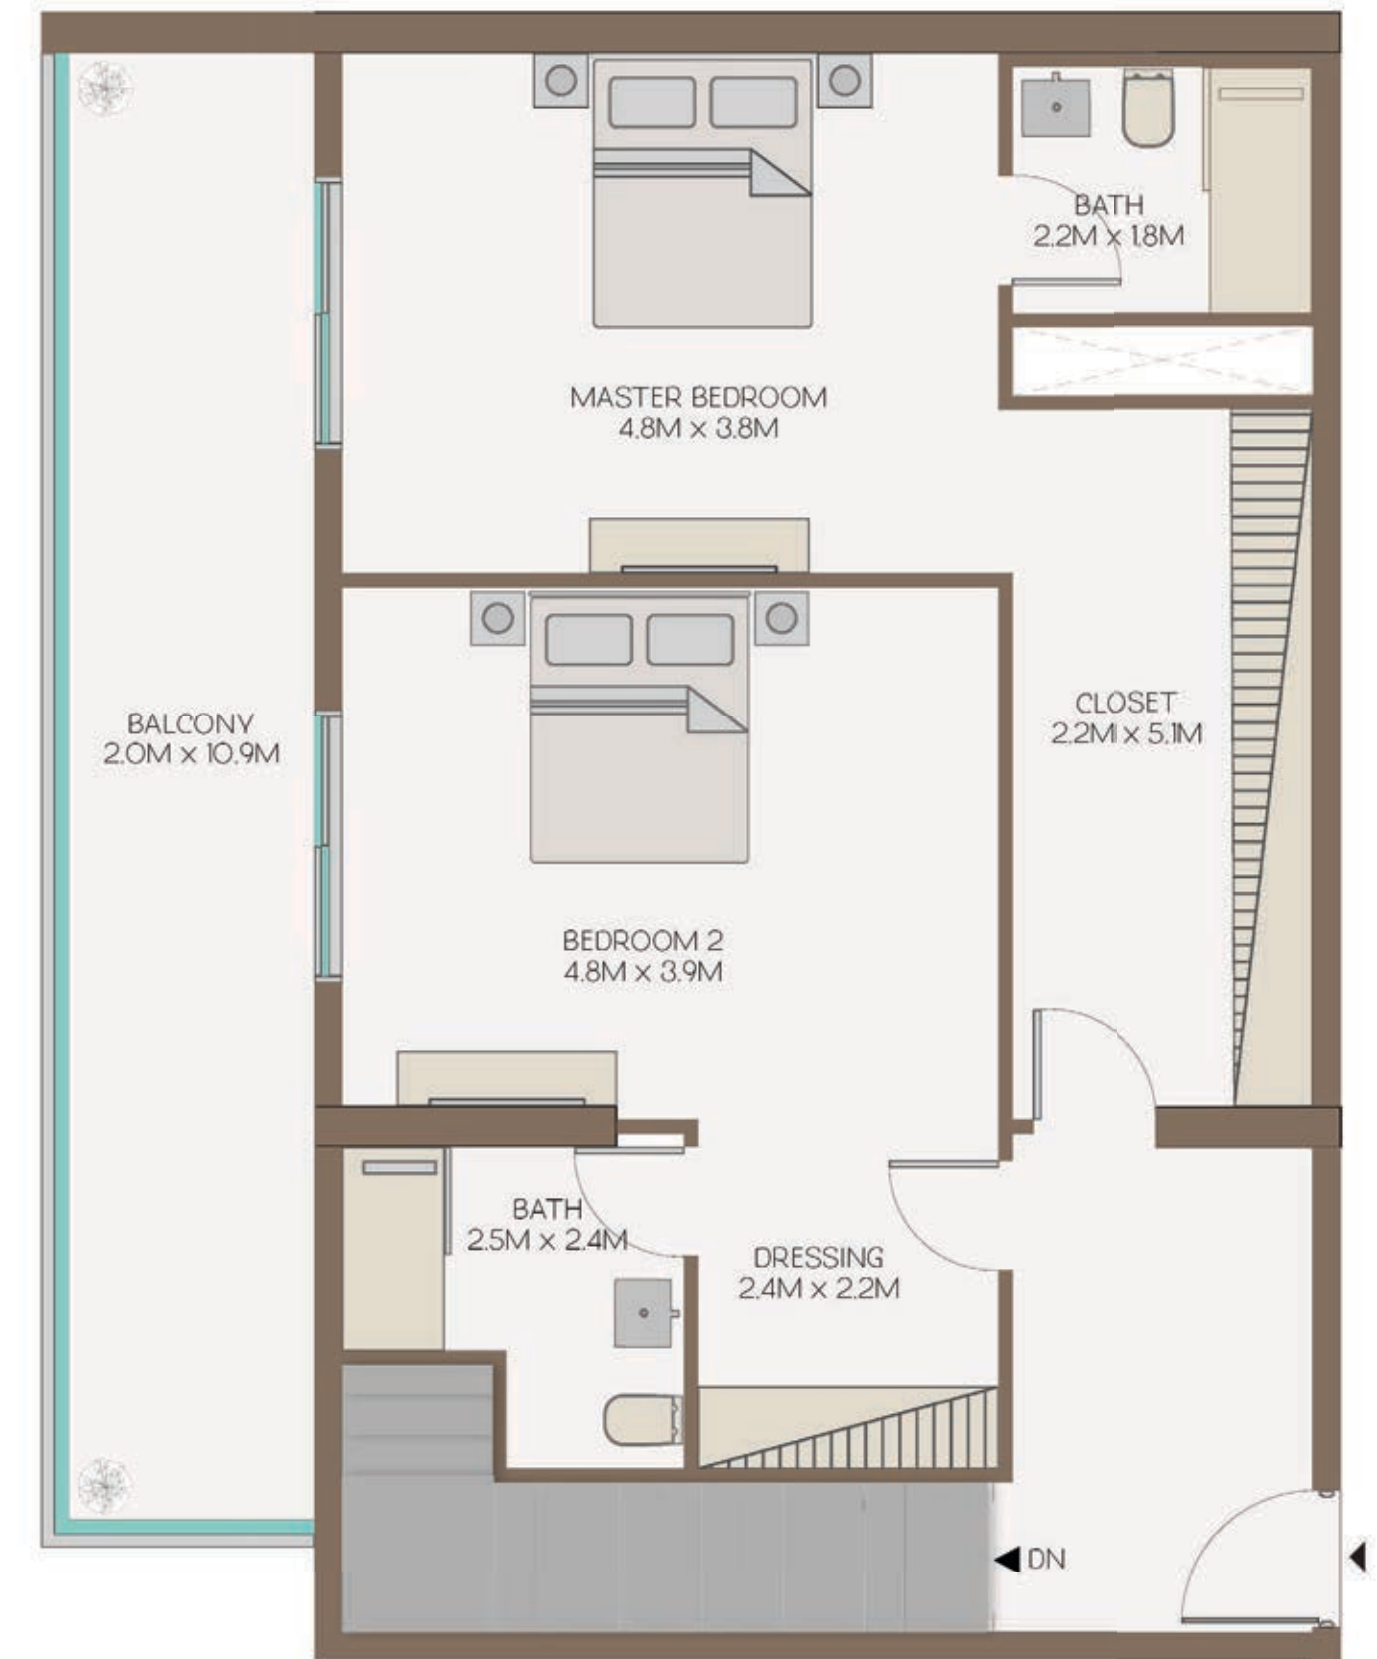 BATH
2.2M x 1.8M
MASTER BEDROOM
4.8M x 3.8M
BALCONY
2.0M x 10.9M
CLOSET
2.2M x 5.1M
BEDROOM 2
4.8M x 3.9M
BATH
2.5M x 2.4M
DRESSING
2.4M x 2.2M
DN